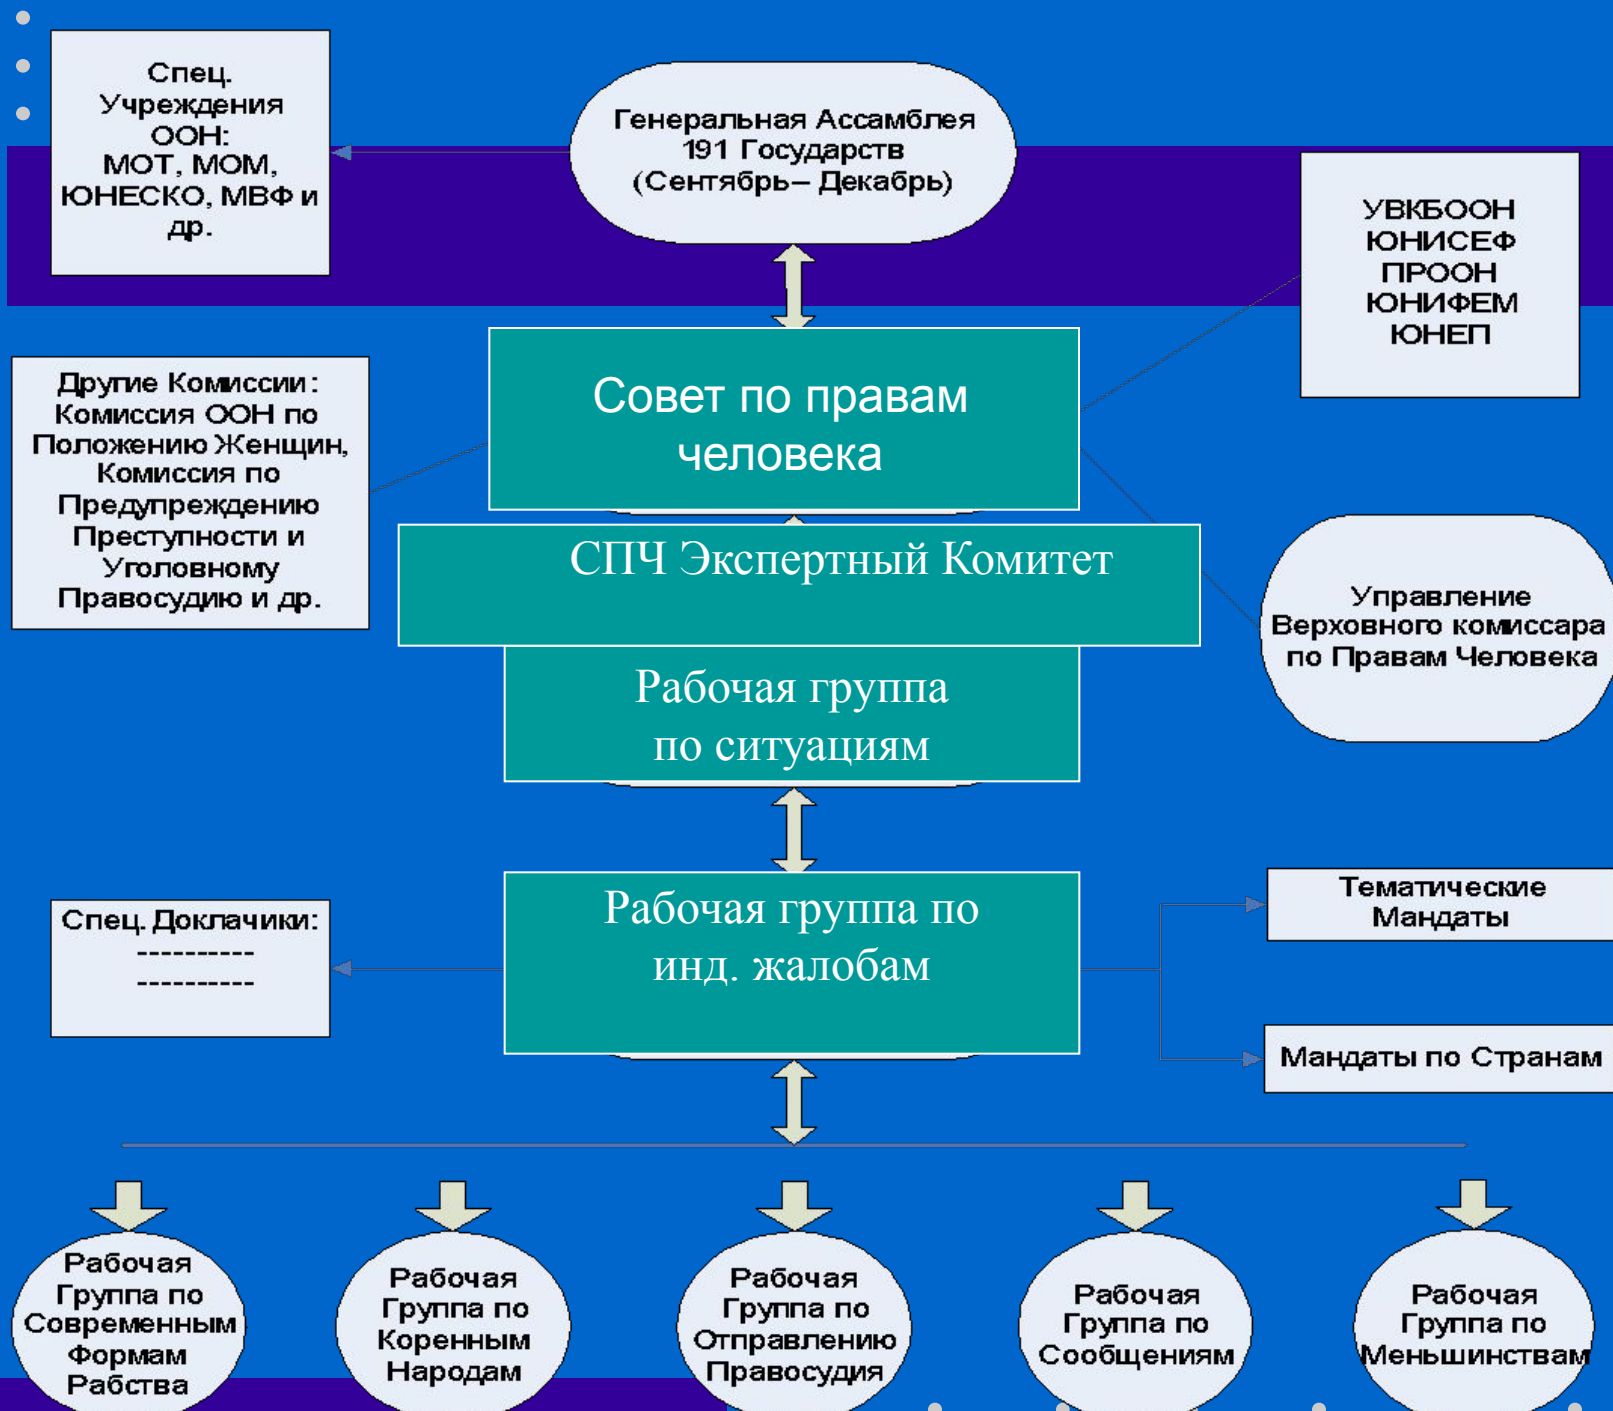 Спец.
Учреждения
ООН:
МОТ, МОМ,
ЮНЕСКО, МВФ и
др.
Генеральная Ассамблея
191 Государств
(Сентябрь– Декабрь)
УВКБООН
ЮНИСЕФ
ПРООН
ЮНИФЕМ
ЮНЕП
Другие Комиссии:
Комиссия ООН по
Положению Женщин,
Комиссия по
Предупреждению
Преступности и
Уголовному
Правосудию и др.
Совет по правам
человека
СПЧ Экспертный Комитет
Управление
Верховного комиссара
по Правам Человека
Рабочая группа
по ситуациям
Спец. Доклачики:
----------
----------
Рабочая группа по
инд. жалобам
Тематические
Мандаты
Мандаты по Странам
Рабочая
Группа по
Современным
Формам
Рабства
Рабочая
Группа по
Коренным
Народам
Рабочая
Группа по
Отправлению
Правосудия
Рабочая
Группа по
Сообщениям
Рабочая
Группа по
Меньшинствам